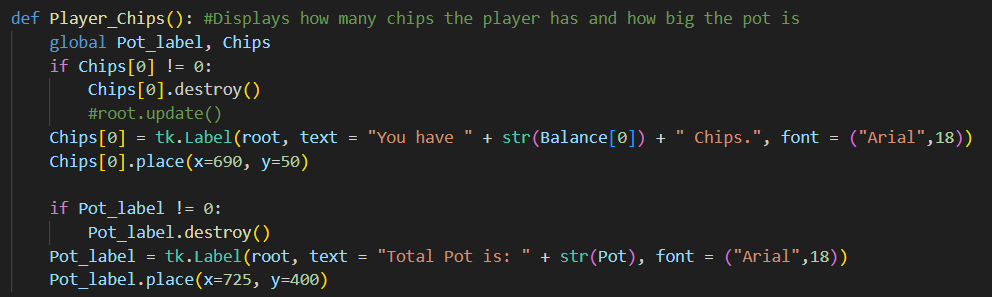 def Player_Chips(): #Displays how many chips the player has and how big the pot is
    global Pot_label, Chips
    if Chips[0] != 0:
        Chips[0].destroy()
        #root.update()
    Chips[0] = tk.Label(root, text = "You have " + str(Balance[0]) + " Chips.", font = ("Arial",18))
    Chips[0].place(x=690, y=50)

    if Pot_label != 0:
        Pot_label.destroy()
    Pot_label = tk.Label(root, text = "Total Pot is: " + str(Pot), font = ("Arial",18))
    Pot_label.place(x=725, y=400)